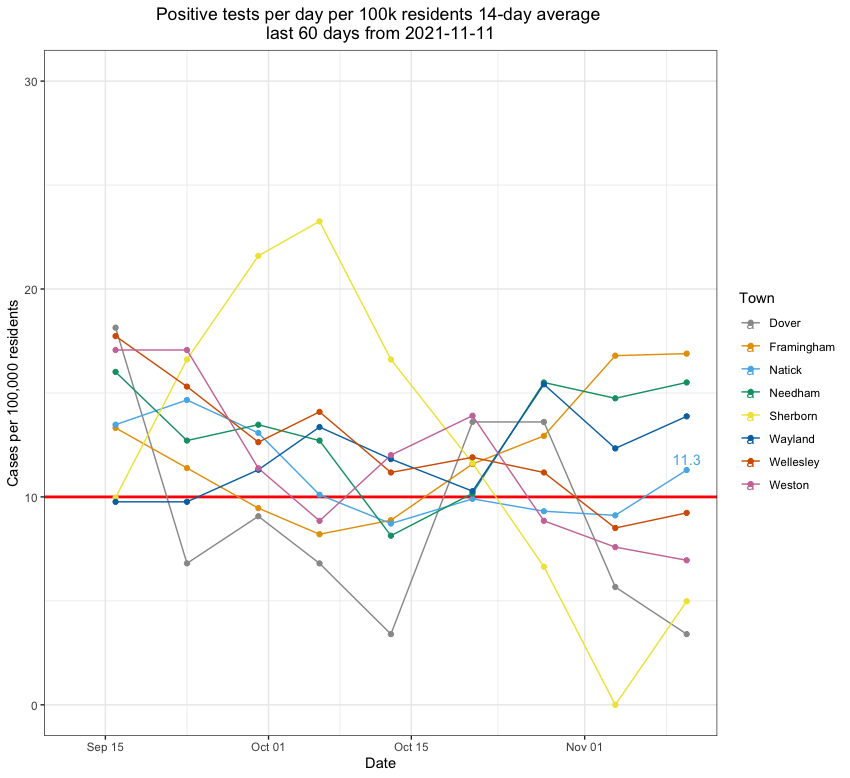 Positive tests per day per 100k residents 14-day average
last 60 days from 2021-11-11
Cases per 100,000 residents
30
20
10
0
11.3
Sep 15
Oct 01
Oct 15
Nov 01
Date
Town
a Dover
a Framingham
a Natick
a Needham
a Sherborn
a Wayland
a Wellesley
a Weston